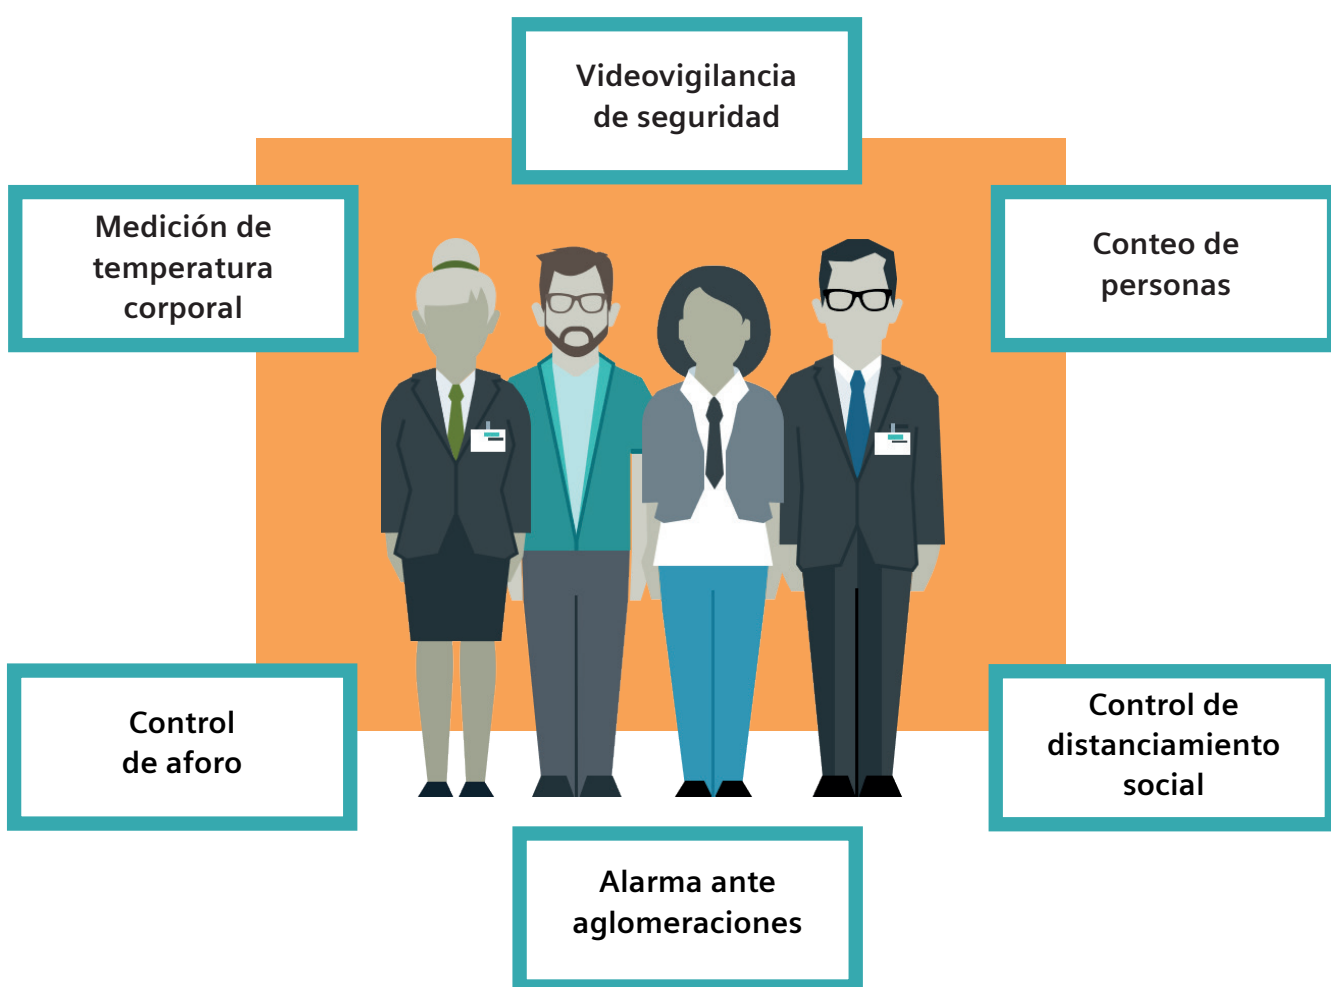 Videovigilancia
de seguridad
Medición de
temperatura
corporal
Conteo de
personas
Control
de aforo
Control de
distanciamiento
social
Alarma ante
aglomeraciones